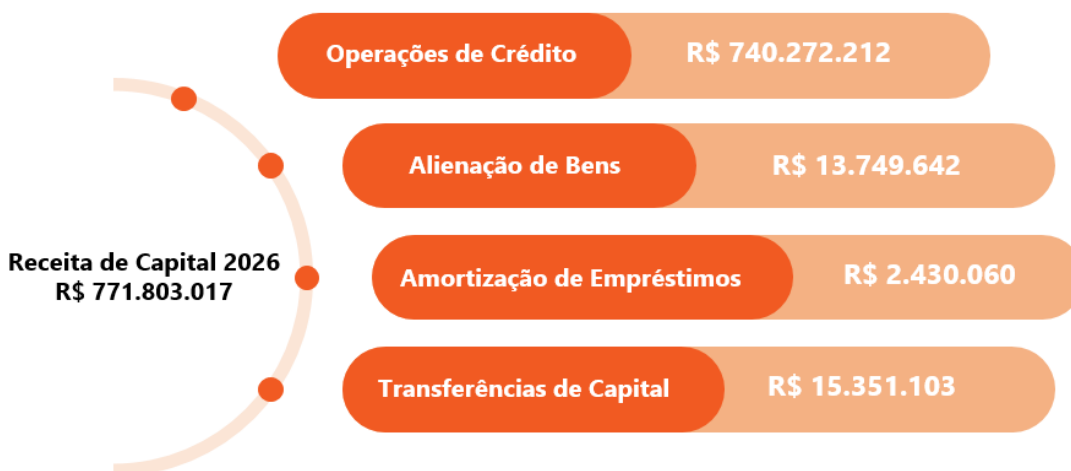 Operações de Crédito
R$ 740.272.212
Alienação de Bens
R$ 13.749.642
Receita de Capital 2026
R$ 771.803.017
Amortização de Empréstimos
R$ 2.430.060
Transferências de Capital
R$ 15.351.103